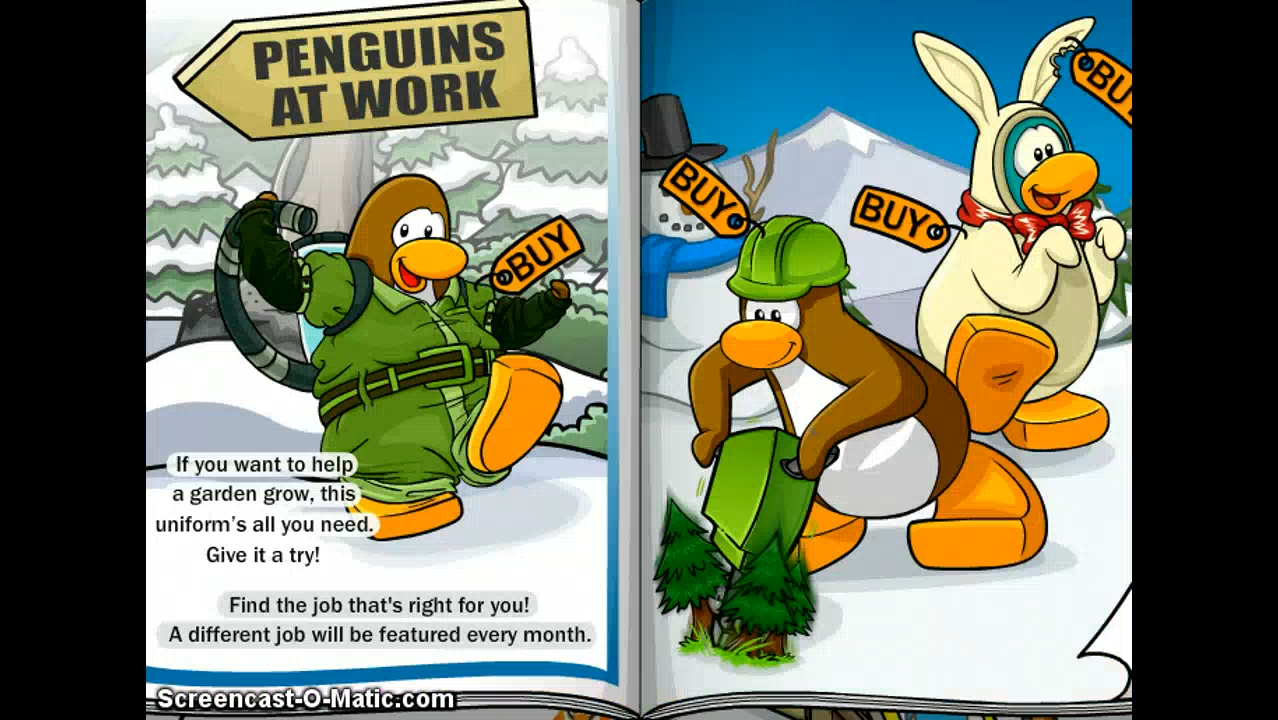 PENGUINS
AT WORK
BUY
If you want to help
a garden grow, this
uniform's all you need.
Give it a try!
Find the job that's right for you!
A different job will be featured every month.
BUY
BUY
BUY
Screencast-O-Matic.com